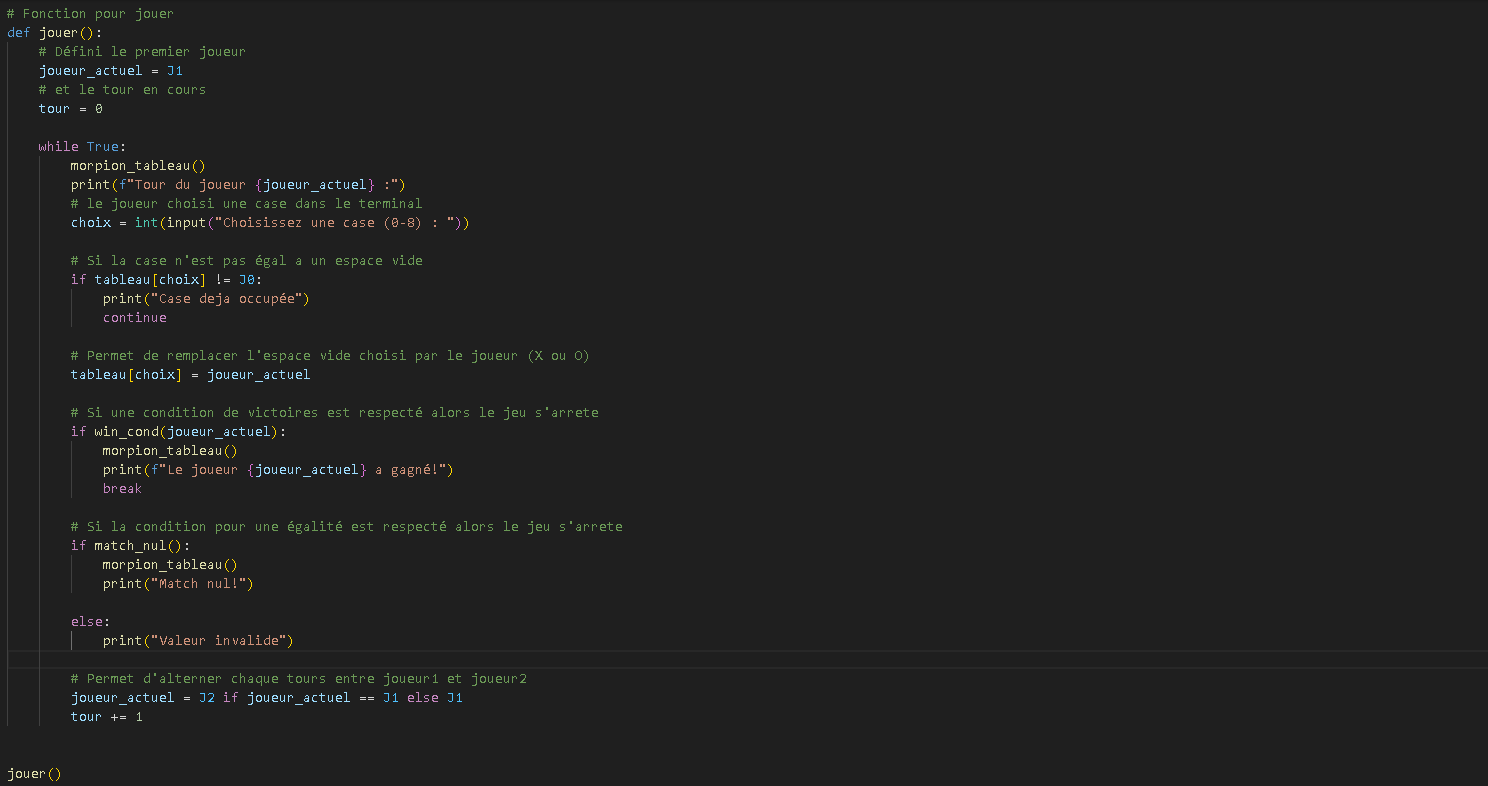 # Fonction pour jouer
def jouer():
    # Défini le premier joueur
    joueur_actuel = J1
    # et le tour en cours
    tour = 0

    while True:
        morpion_tableau()
        print(f"Tour du joueur {joueur_actuel} :")
        # le joueur choisi une case dans le terminal
        choix = int(input("Choisissez une case (0-8) : "))

        # Si la case n'est pas égal a un espace vide
        if tableau[choix] != J0:
            print("Case deja occupée")
            continue

        # Permet de remplacer l'espace vide choisi par le joueur (X ou O)
        tableau[choix] = joueur_actuel

        # Si une condition de victoires est respecté alors le jeu s'arrete
        if win_cond(joueur_actuel):
            morpion_tableau()
            print(f"Le joueur {joueur_actuel} a gagné!")
            break

        # Si la condition pour une égalité est respecté alors le jeu s'arrete
        if match_nul():
            morpion_tableau()
            print("Match nul!")

        else:
            print("Valeur invalide")

        # Permet d'alterner chaque tours entre joueur1 et joueur2
        joueur_actuel = J2 if joueur_actuel == J1 else J1
        tour += 1


jouer()